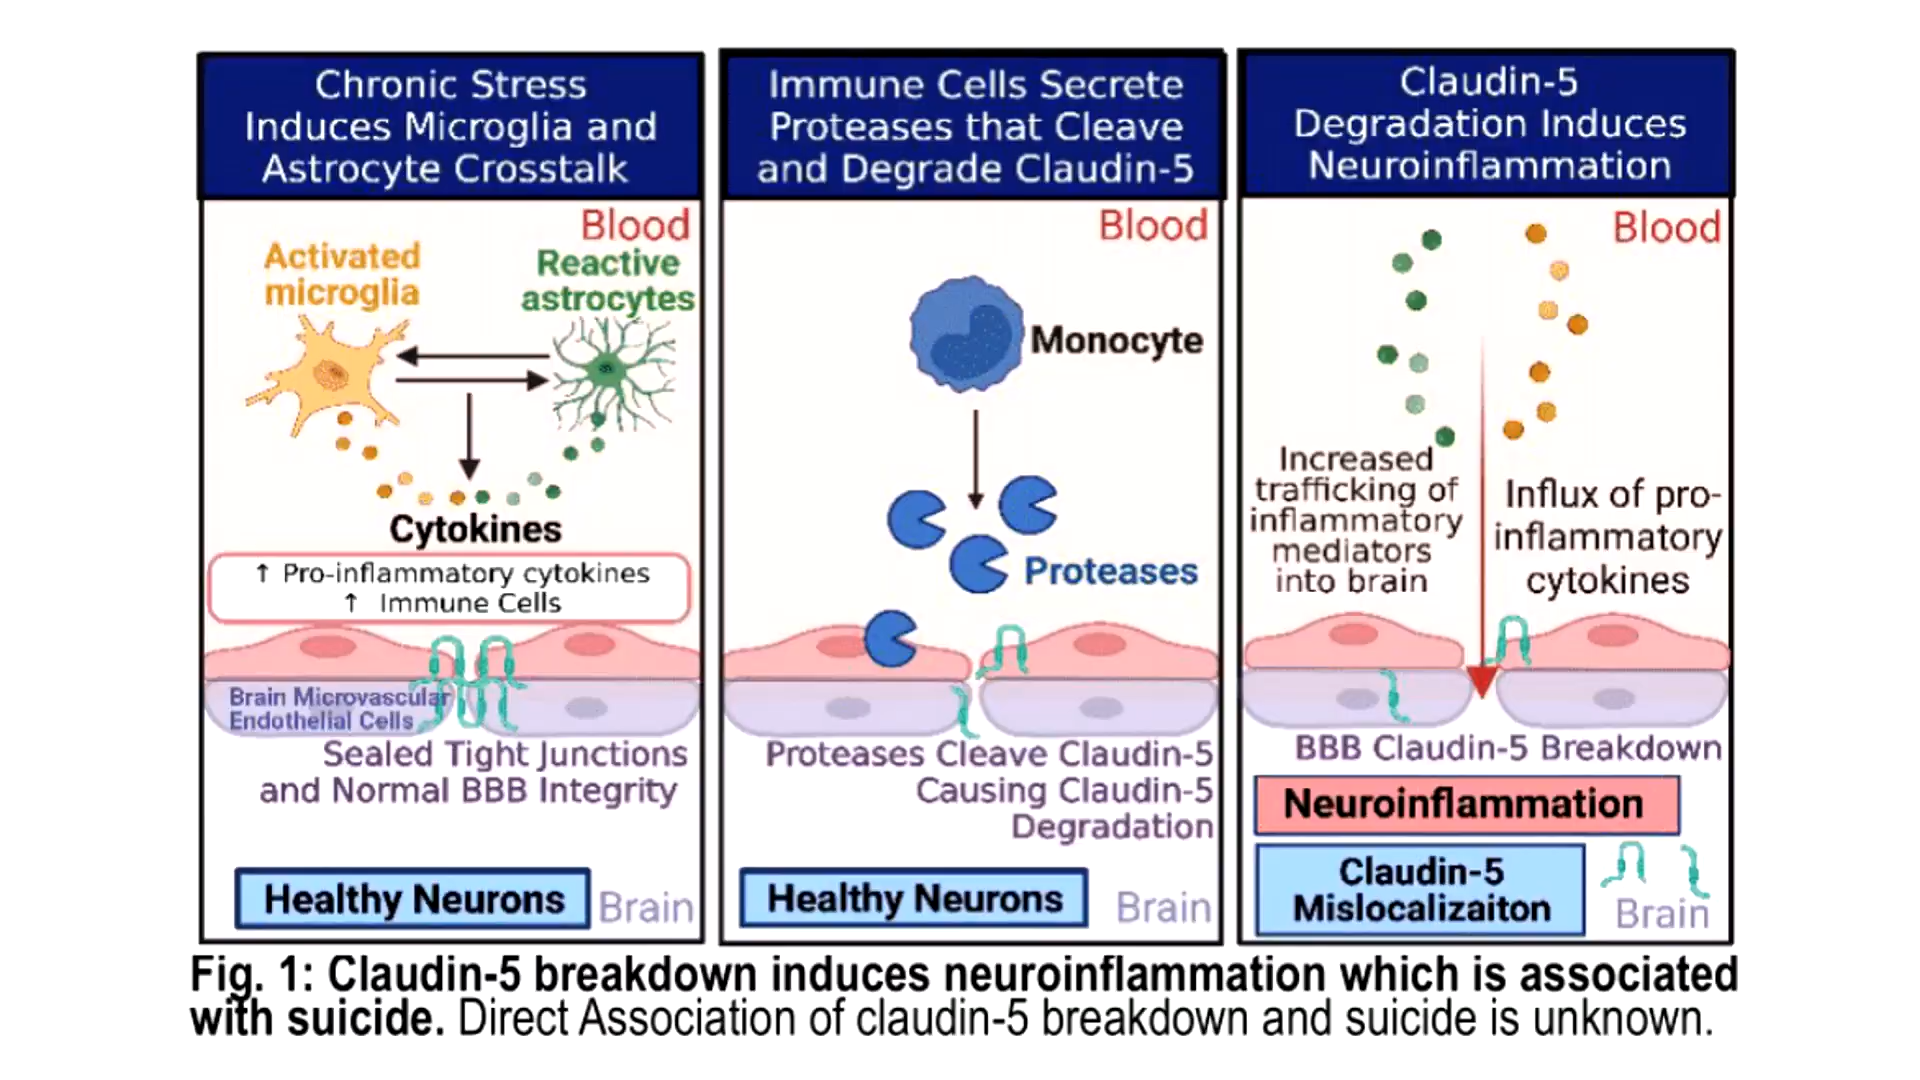 Chronic Stress
Induces Microglia and
Astrocyte Crosstalk
Blood
Activated
microglia
Reactive
astrocytes
Cytokines
↑ Pro-inflammatory cytokines
↑ Immune Cells
Brain Microvascular
Endothelial Cells
Sealed Tight Junctions
and Normal BBB Integrity
Healthy Neurons
Brain
Immune Cells Secrete
Proteases that Cleave
and Degrade Claudin-5
Blood
Monocyte
Proteases
Proteases Cleave Claudin-5
Causing Claudin-5
Degradation
Healthy Neurons
Brain
Claudin-5
Degradation Induces
Neuroinflammation
Blood
Increased
trafficking of
inflammatory
mediators
into brain
Influx of pro-
inflammatory
cytokines
BBB Claudin-5 Breakdown
Neuroinflammation
Claudin-5
Mislocalizaiton
Brain
Fig. 1: Claudin-5 breakdown induces neuroinflammation which is associated
with suicide. Direct Association of claudin-5 breakdown and suicide is unknown.